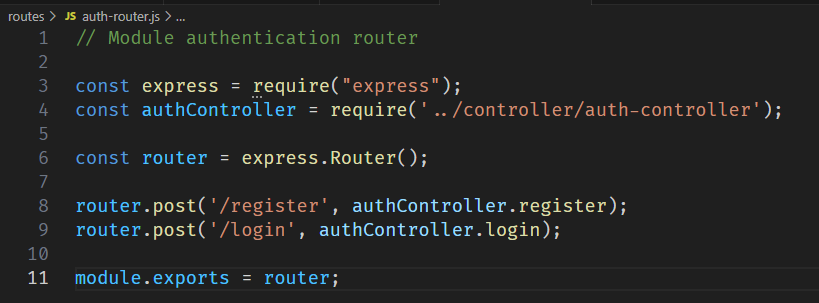 routes > JS auth-router.js > ...
1 // Module authentication router
2
3 const express = require("express");
4 const authController = require('../controller/auth-controller');
5
6 const router = express.Router();
7
8 router.post('/register', authController.register);
9 router.post('/login', authController.login);
10
11 module.exports = router;